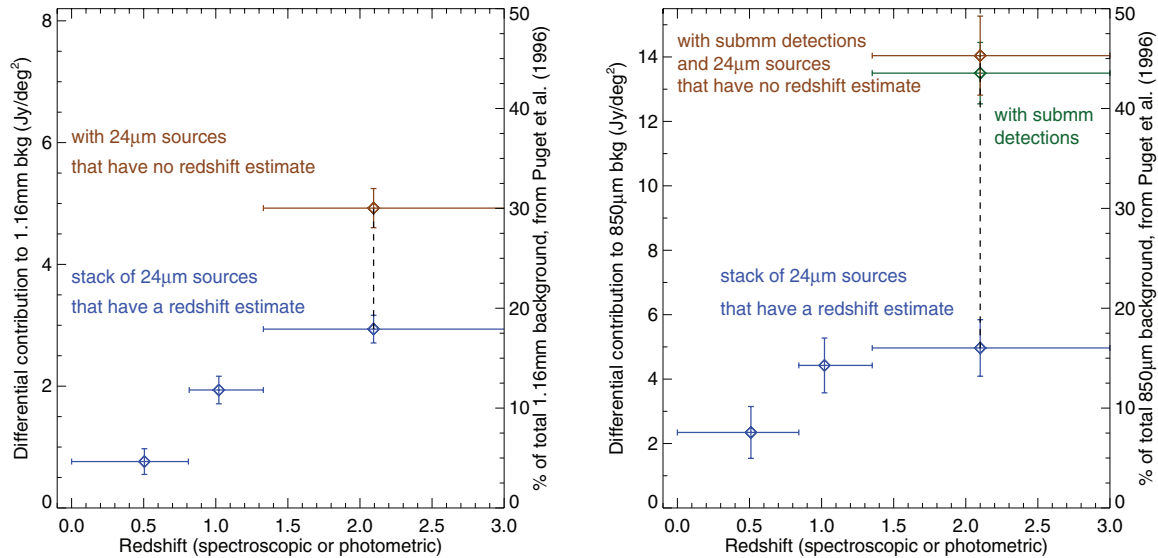 Differential contribution to 1.16mm bkg (Jy/deg²)
8
6
4
2
0
with 24μm sources
that have no redshift estimate
stack of 24μm sources
that have a redshift estimate
50
40
30
20
10
0
% of total 1.16mm background, from Puget et al. (1996)
0.0 0.5 1.0 1.5 2.0 2.5 3.0
Redshift (spectroscopic or photometric)
Differential contribution to 850μm bkg (Jy/deg²)
14
12
10
8
6
4
2
0
with submm detections
and 24μm sources
that have no redshift estimate
with submm
detections
stack of 24μm sources
that have a redshift estimate
50
40
30
20
10
0
% of total 850μm background, from Puget et al. (1996)
0.0 0.5 1.0 1.5 2.0 2.5 3.0
Redshift (spectroscopic or photometric)